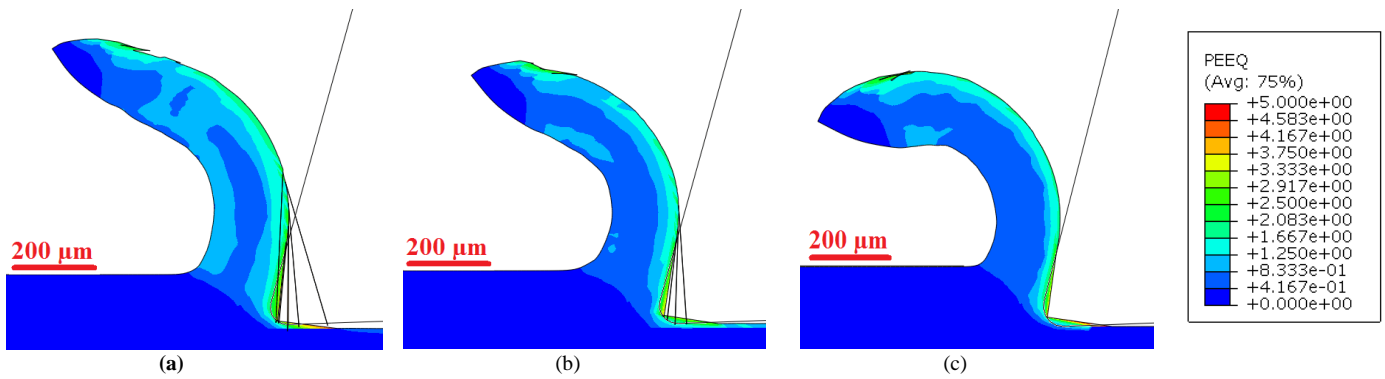 PEEQ
(Avg: 75%)
+5.000e+00
+4.583e+00
+4.167e+00
+3.750e+00
+3.333e+00
+2.917e+00
+2.500e+00
+2.083e+00
+1.667e+00
+1.250e+00
+8.333e-01
+4.167e-01
+0.000e+00
200 µm
200 µm
200 µm
(a)
(b)
(c)